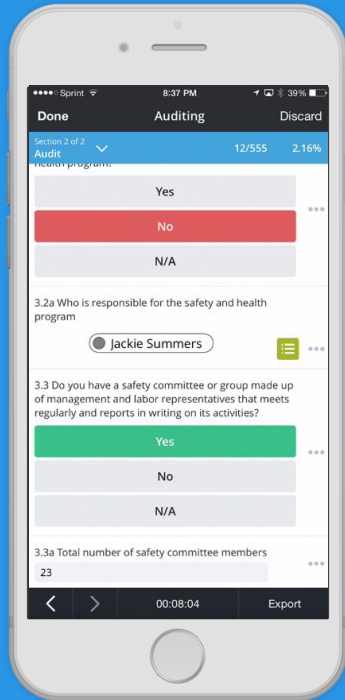 Sprint 8:37 PM 39%
Done Auditing Discard
Section 2 of 2
Audit 12/555 2.16%
health program?
Yes
No
N/A
3.2a Who is responsible for the safety and health
program
Jackie Summers
3.3 Do you have a safety committee or group made up
of management and labor representatives that meets
regularly and reports in writing on its activities?
Yes
No
N/A
3.3a Total number of safety committee members
23
00:08:04 Export